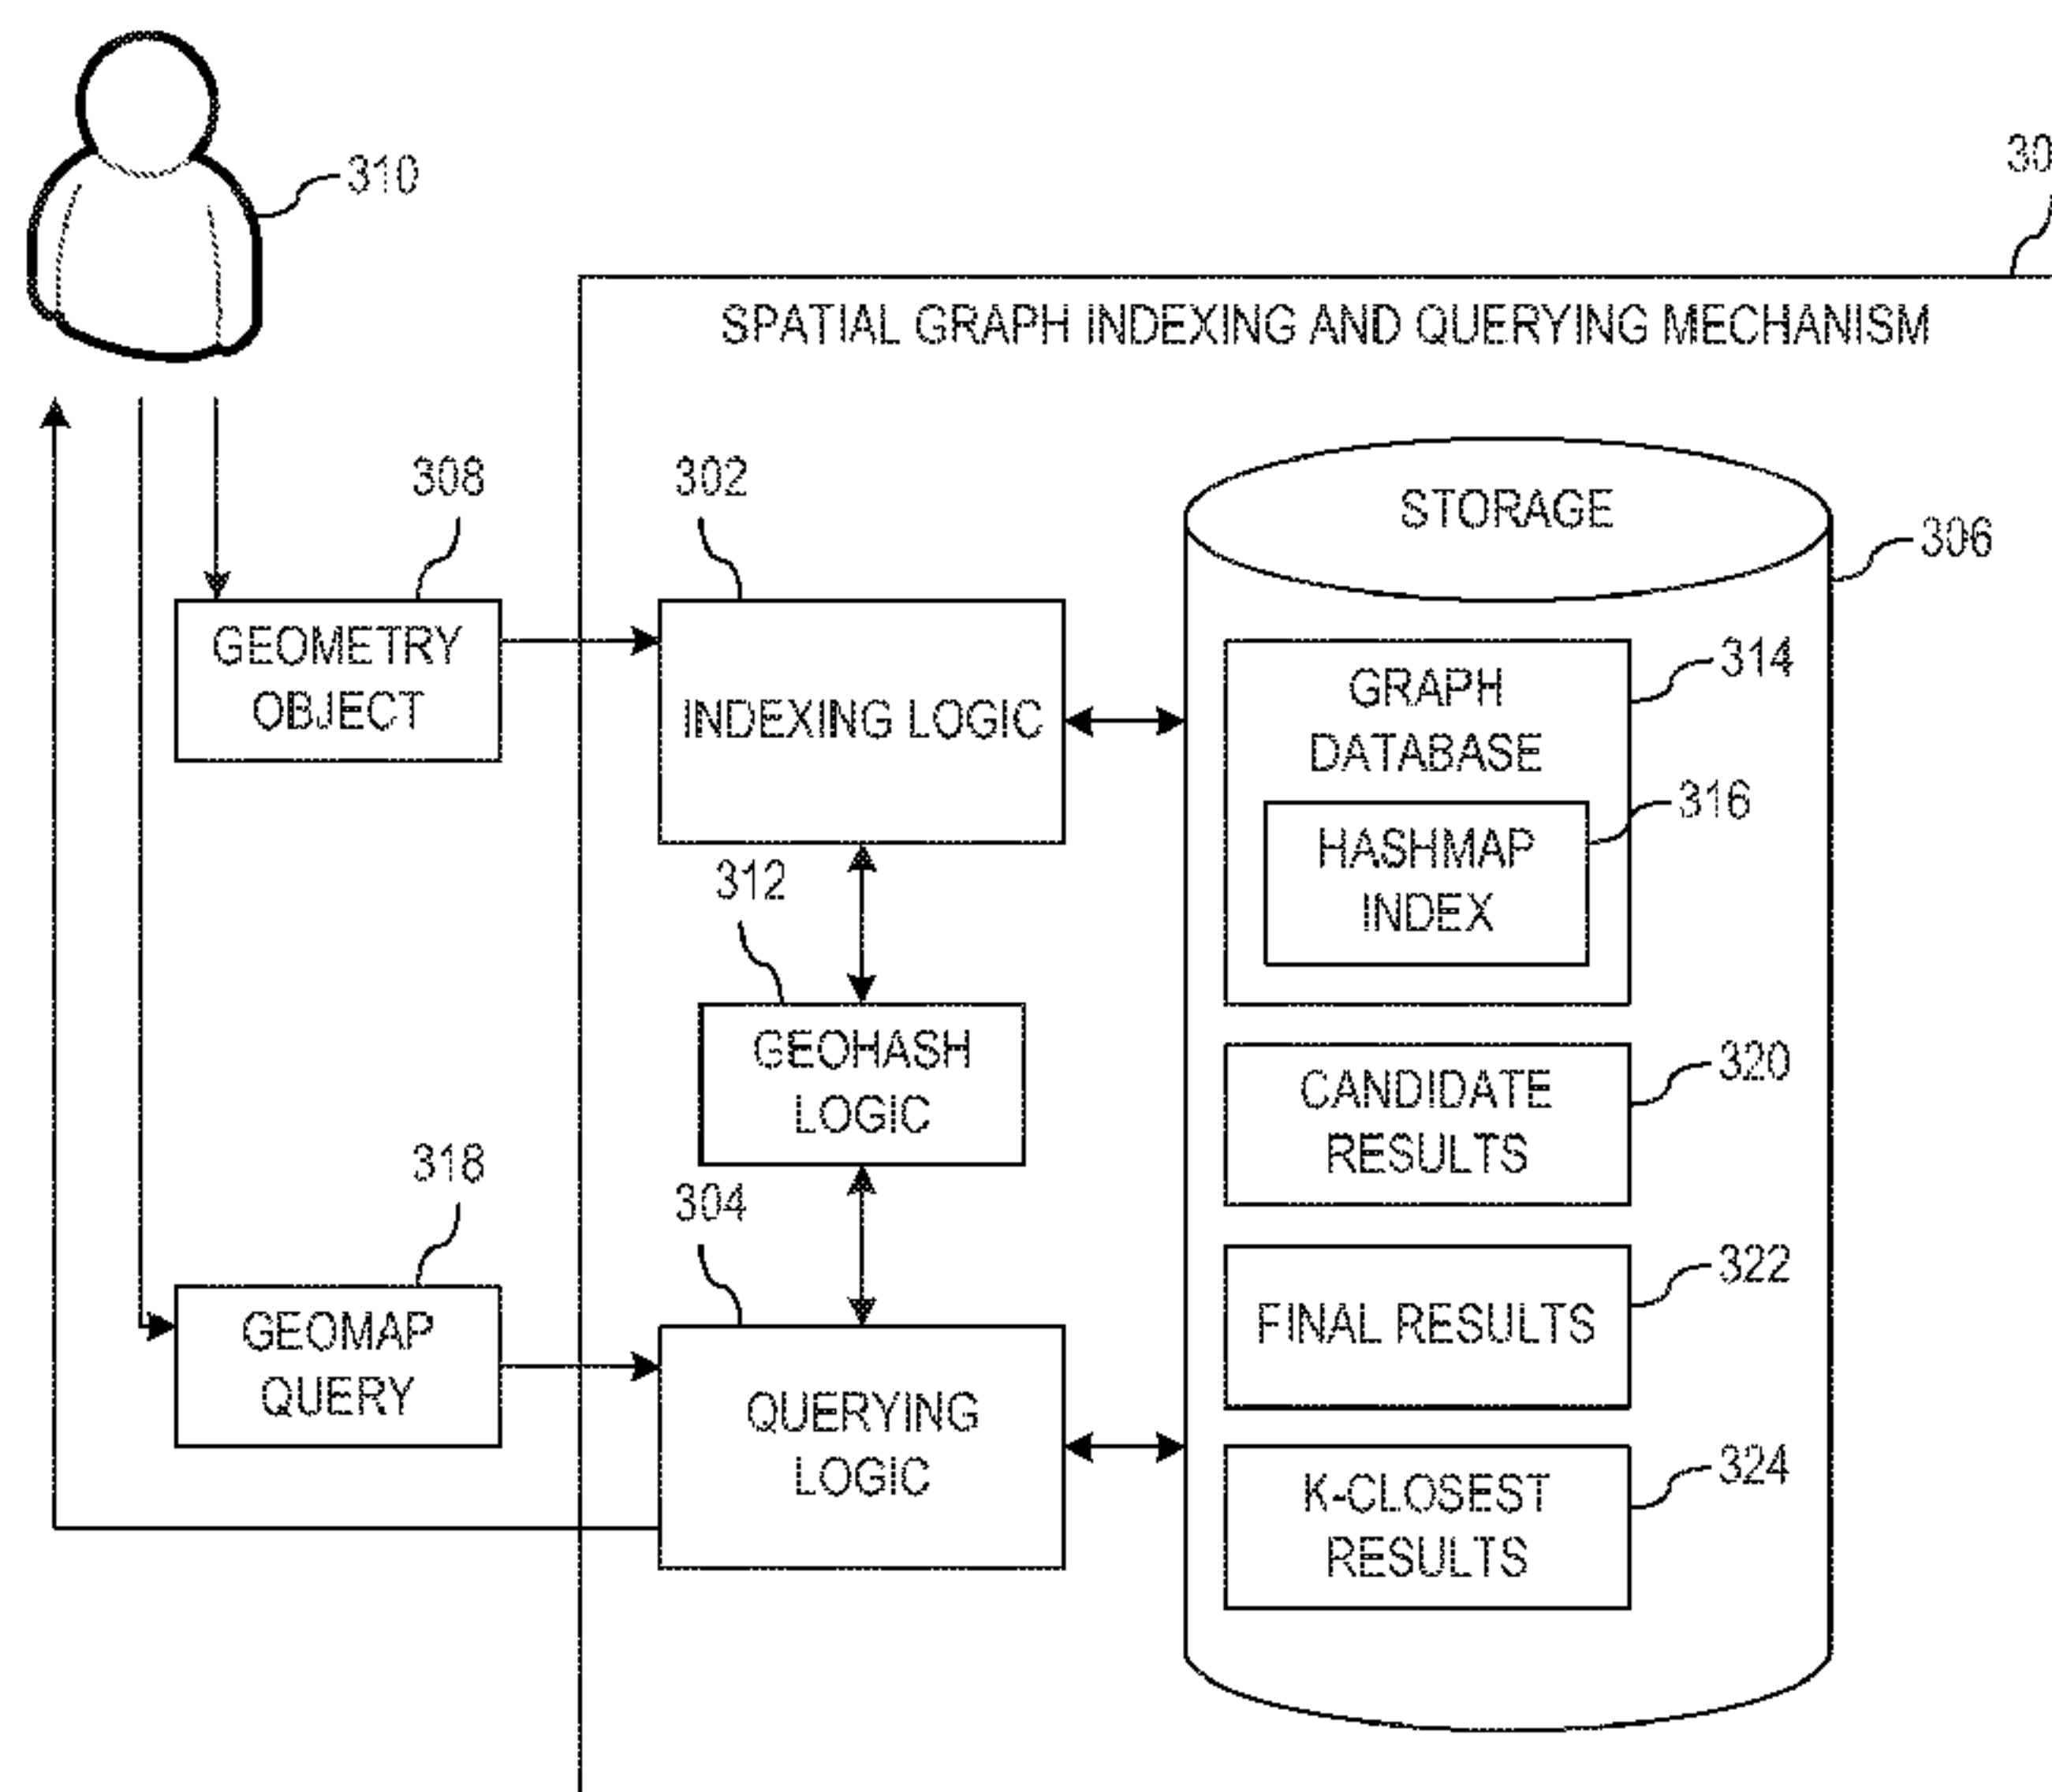 310
30
SPATIAL GRAPH INDEXING AND QUERYING MECHANISM
308
302
STORAGE
306
GEOMETRY
OBJECT
INDEXING LOGIC
314
GRAPH
DATABASE
316
HASHMAP
INDEX
312
GEOHASH
LOGIC
320
CANDIDATE
RESULTS
318
304
322
FINAL RESULTS
GEOMAP
QUERY
QUERYING
LOGIC
324
K-CLOSEST
RESULTS